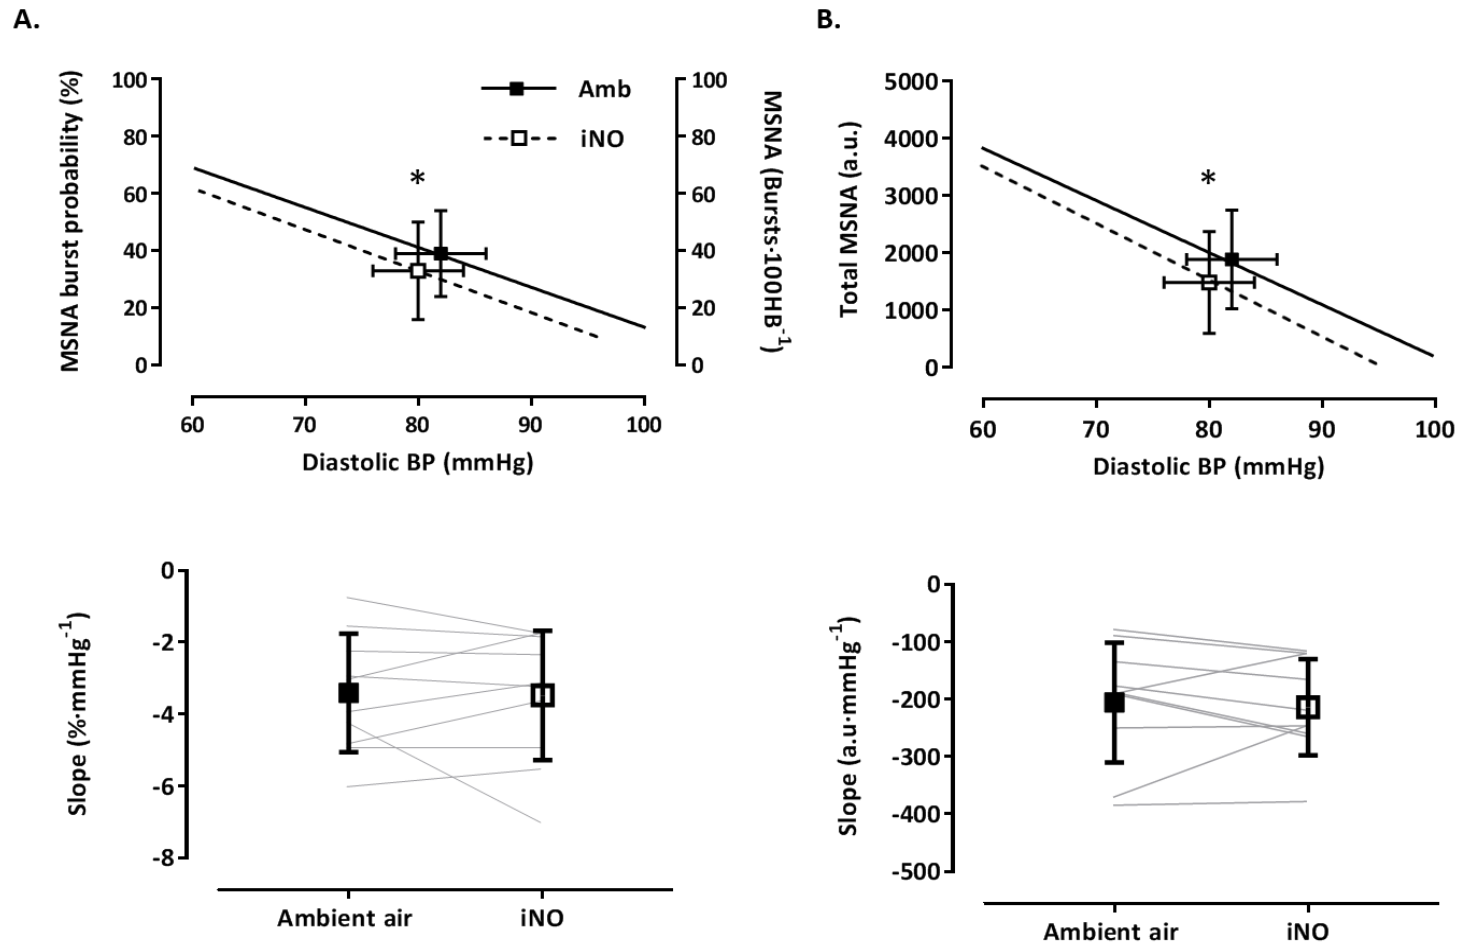 A.
MSNA burst probability (%)
100
80
60
40
20
0
Amb
iNO
*
100
80
60
40
20
0
MSNA (Bursts·100HB⁻¹)
60 70 80 90 100
Diastolic BP (mmHg)
B.
Total MSNA (a.u.)
5000
4000
3000
2000
1000
0
*
60 70 80 90 100
Diastolic BP (mmHg)
Slope (%·mmHg⁻¹)
0
-2
-4
-6
-8
Ambient air iNO
Slope (a.u·mmHg⁻¹)
0
-100
-200
-300
-400
-500
Ambient air iNO